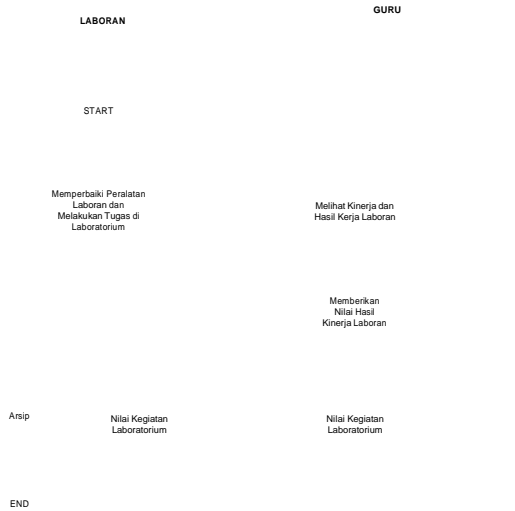 GURU
LABORAN
START
Memperbaiki Peralatan
Laboran dan
Melakukan Tugas di
Laboratorium
Melihat Kinerja dan
Hasil Kerja Laboran
Memberikan
Nilai Hasil
Kinerja Laboran
Arsip
Nilai Kegiatan
Laboratorium
Nilai Kegiatan
Laboratorium
END